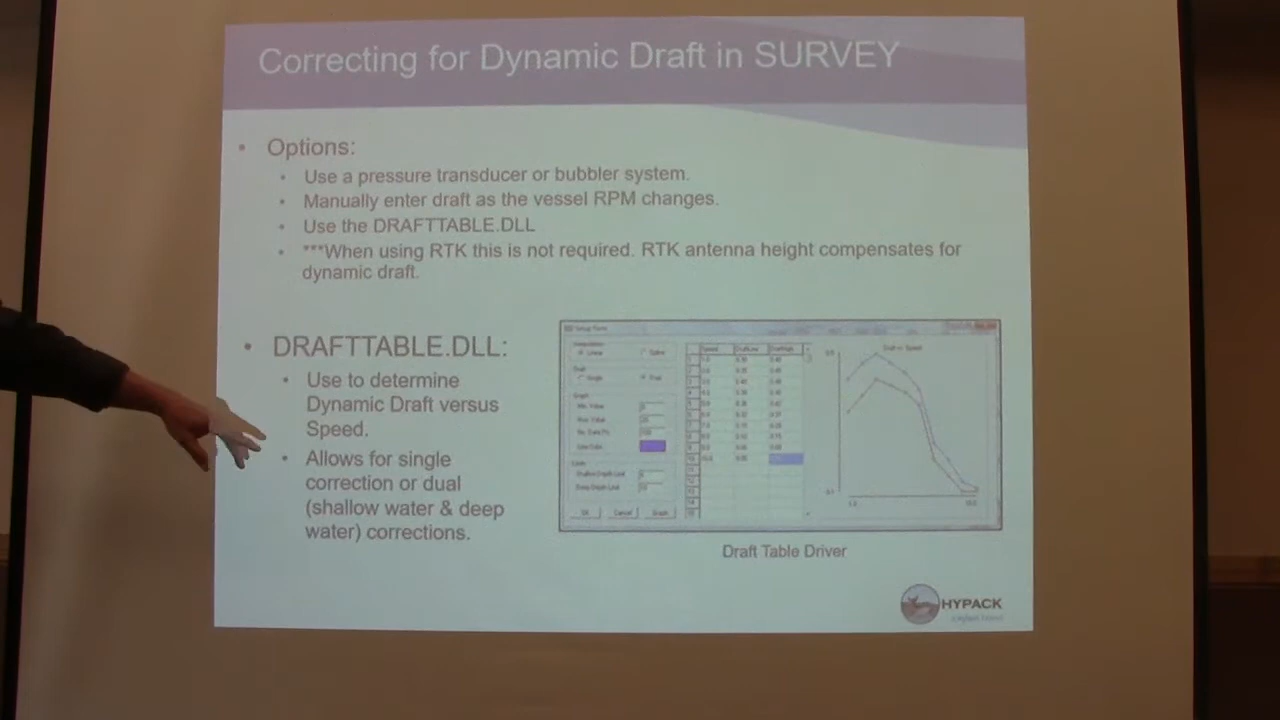 Correcting for Dynamic Draft in SURVEY
• Options:
• Use a pressure transducer or bubbler system.
• Manually enter draft as the vessel RPM changes.
• Use the DRAFTTABLE.DLL
• ***When using RTK this is not required. RTK antenna height compensates for
dynamic draft.
• DRAFTTABLE.DLL:
• Use to determine
Dynamic Draft versus
Speed.
• Allows for single
correction or dual
(shallow water & deep
water) corrections.
OK Cancel Graph
Draft Table Driver
HYPACK